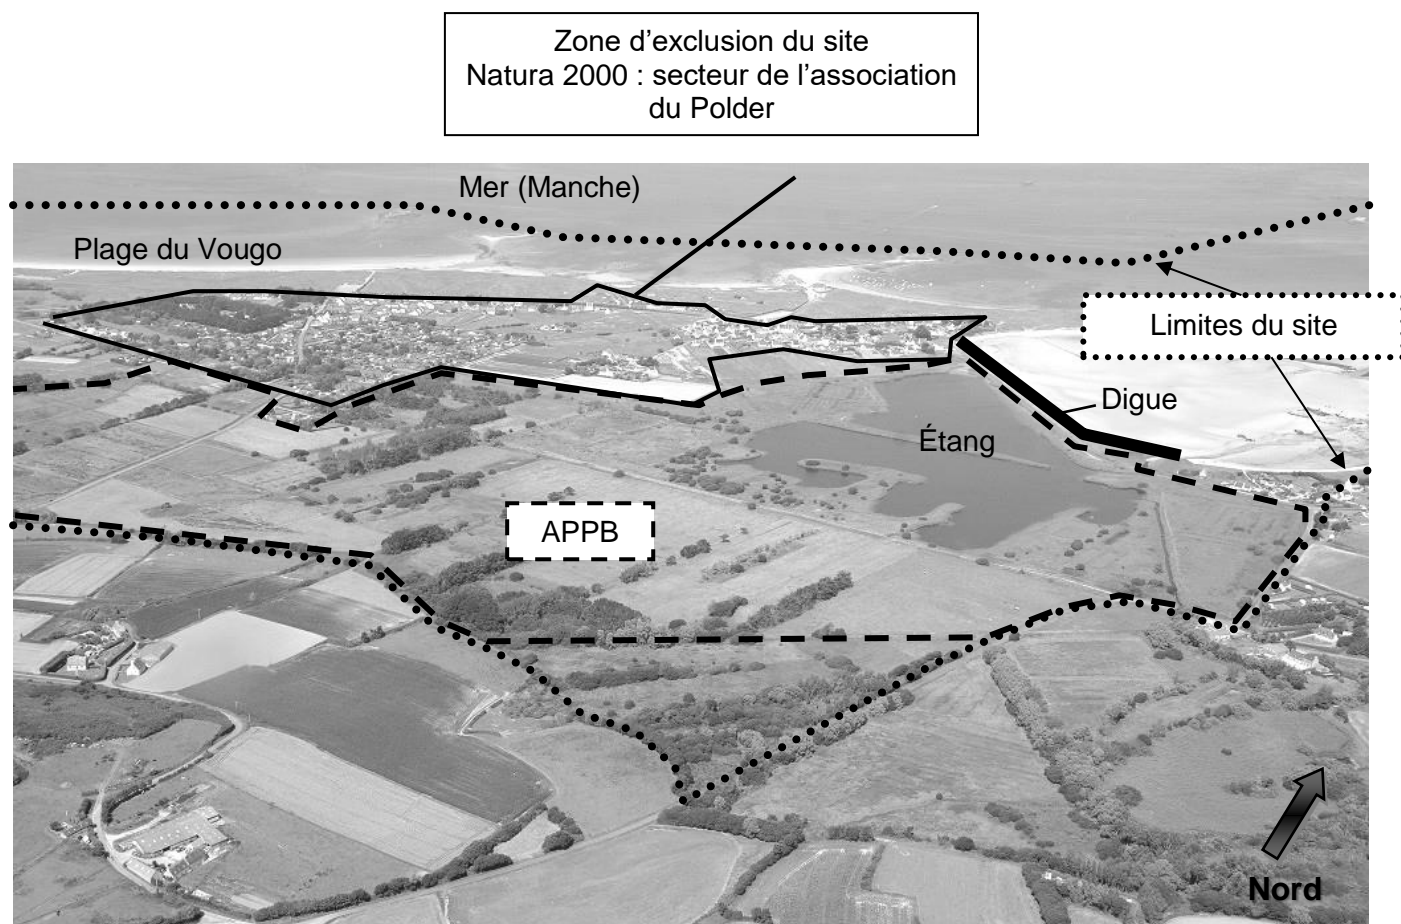 Zone d’exclusion du site
Natura 2000 : secteur de l’association
du Polder
Mer (Manche)
Plage du Vougo
Limites du site
Digue
Étang
APPB
Nord